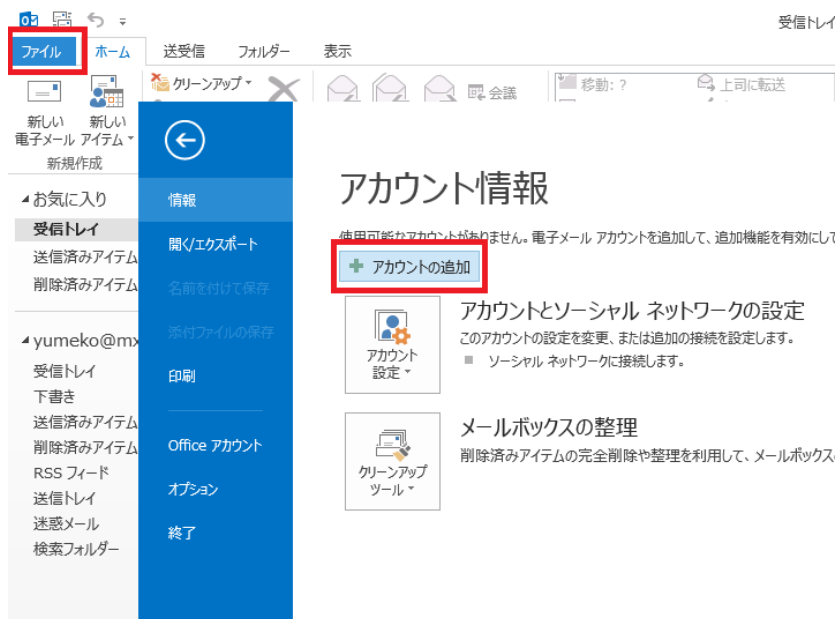 受信トレイ
ファイル ホーム 送受信 フォルダー 表示
クリーンアップ
移動: ?
上司に転送
会議
新しい 電子メール
新しい アイテム
新規作成
お気に入り
受信トレイ
送信済みアイテム
削除済みアイテム
yumeko@mx
受信トレイ
下書き
送信済みアイテム
削除済みアイテム
RSS フィード
送信トレイ
迷惑メール
検索フォルダー
情報
開く/エクスポート
名前を付けて保存
添付ファイルの保存
印刷
Office アカウント
オプション
終了
アカウント情報
使用可能なアカウントがありません。電子メール アカウントを追加して、追加機能を有効にして
アカウントの追加
アカウント
設定
アカウントとソーシャル ネットワークの設定
このアカウントの設定を変更、または追加の接続を設定します。
ソーシャル ネットワークに接続します。
クリーンアップ
ツール
メールボックスの整理
削除済みアイテムの完全削除や整理を利用して、メールボックス